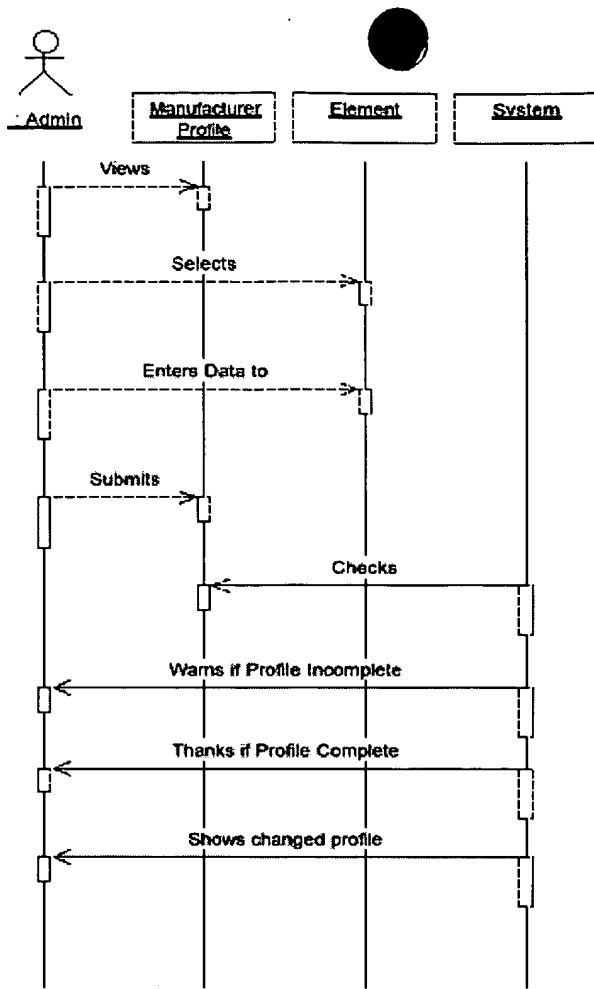 : Admin
Manufacturer
Profile
Element
System
Views
Selects
Enters Data to
Submits
Checks
Warns if Profile Incomplete
Thanks if Profile Complete
Shows changed profile